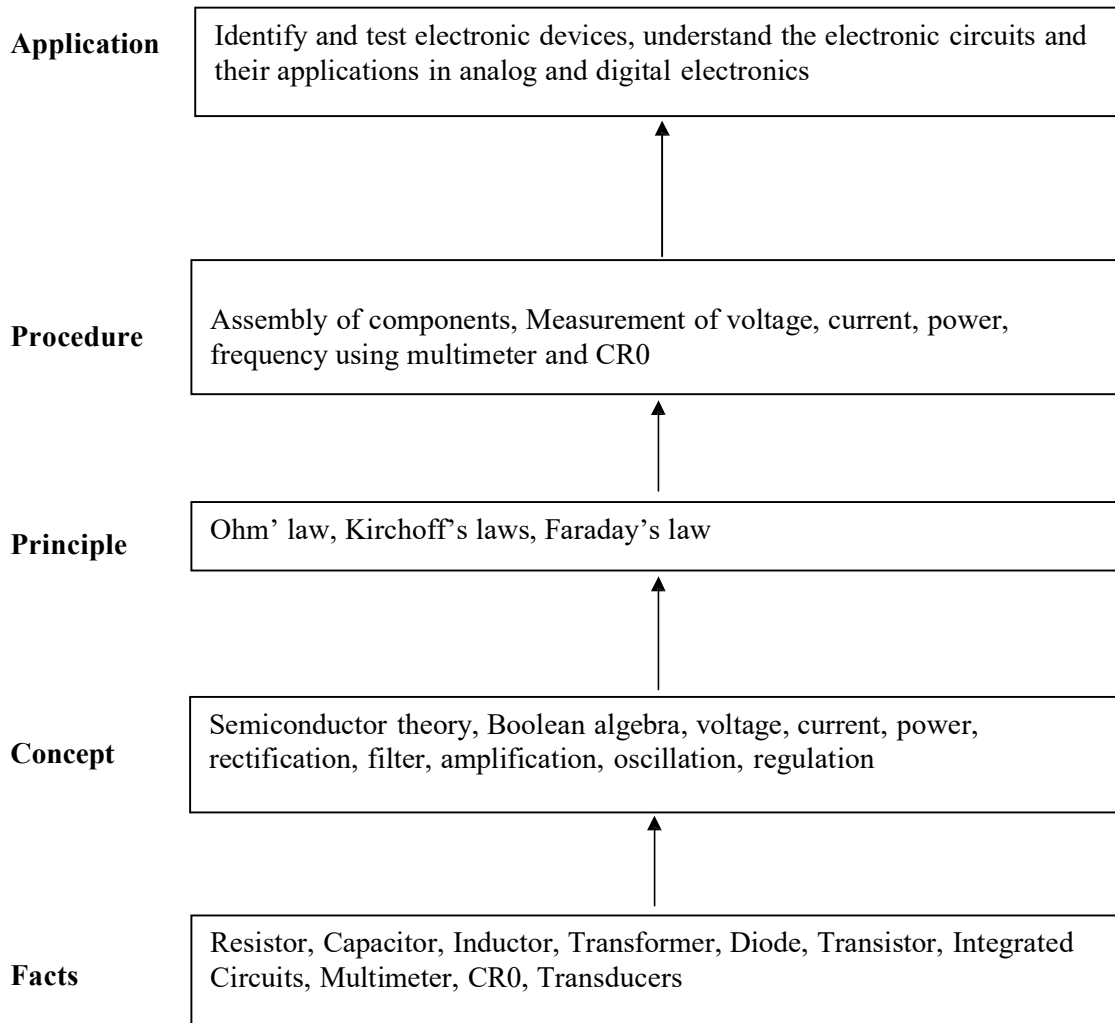 Application
Identify and test electronic devices, understand the electronic circuits and
their applications in analog and digital electronics
Procedure
Assembly of components, Measurement of voltage, current, power,
frequency using multimeter and CR0
Principle
Ohm’ law, Kirchoff’s laws, Faraday’s law
Concept
Semiconductor theory, Boolean algebra, voltage, current, power,
rectification, filter, amplification, oscillation, regulation
Facts
Resistor, Capacitor, Inductor, Transformer, Diode, Transistor, Integrated
Circuits, Multimeter, CR0, Transducers